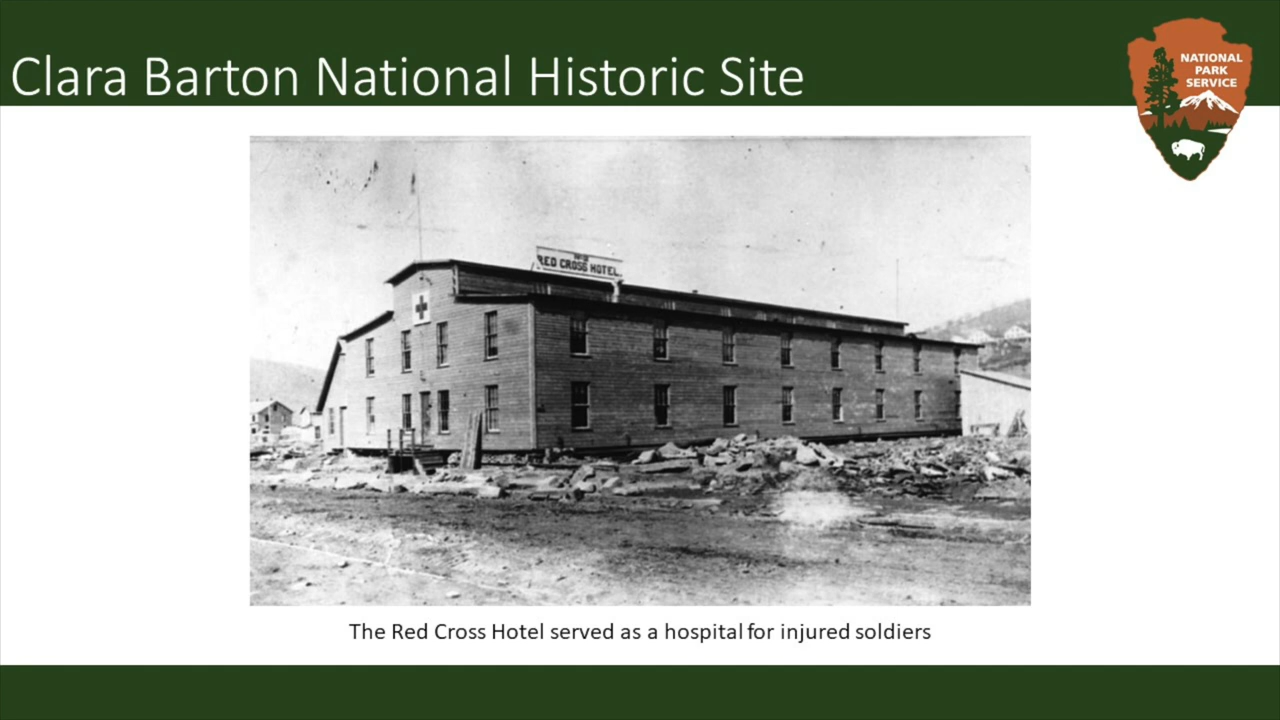 Clara Barton National Historic Site
NATIONAL
PARK
SERVICE
RED CROSS HOTEL
The Red Cross Hotel served as a hospital for injured soldiers